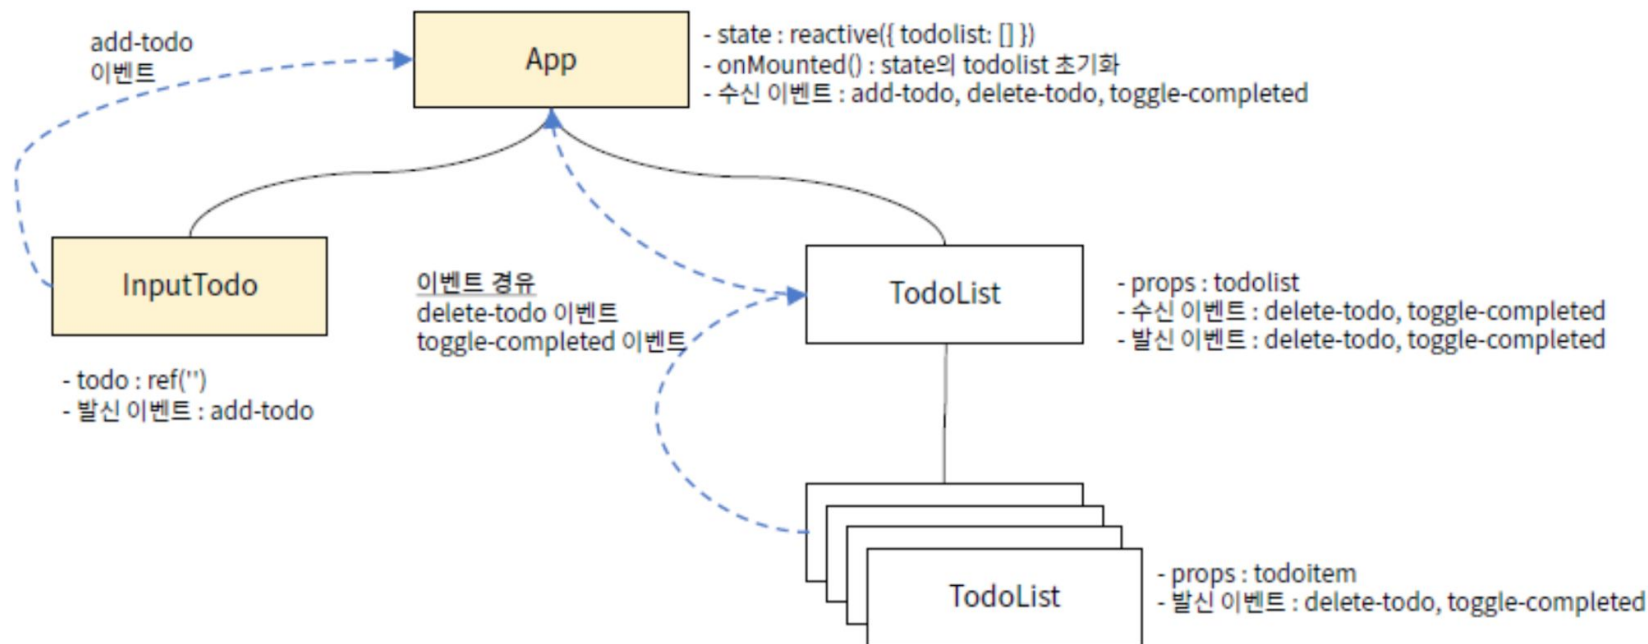 add-todo
이벤트
App
- state : reactive({ todolist: [] })
- onMounted() : state의 todolist 초기화
- 수신 이벤트 : add-todo, delete-todo, toggle-completed
InputTodo
- todo : ref('')
- 발신 이벤트 : add-todo
이벤트 경유
delete-todo 이벤트
toggle-completed 이벤트
TodoList
- props : todolist
- 수신 이벤트 : delete-todo, toggle-completed
- 발신 이벤트 : delete-todo, toggle-completed
TodoList
- props : todoitem
- 발신 이벤트 : delete-todo, toggle-completed